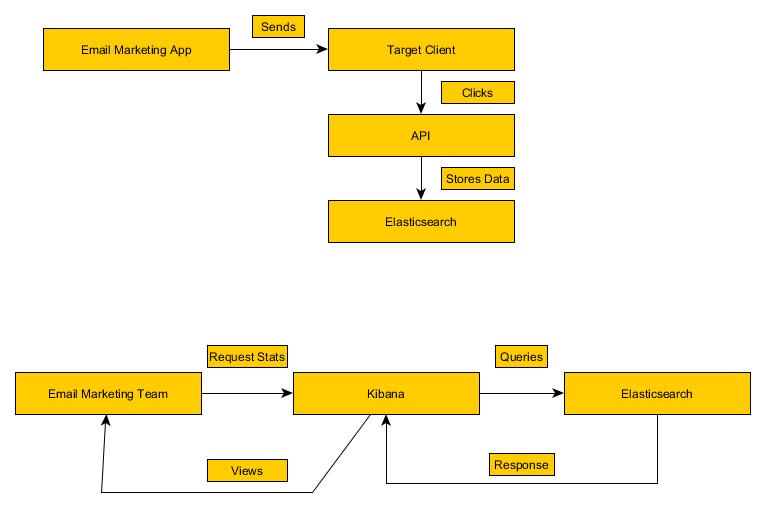 Sends
Email Marketing App
Target Client
Clicks
API
Stores Data
Elasticsearch
Request Stats
Queries
Email Marketing Team
Kibana
Elasticsearch
Views
Response